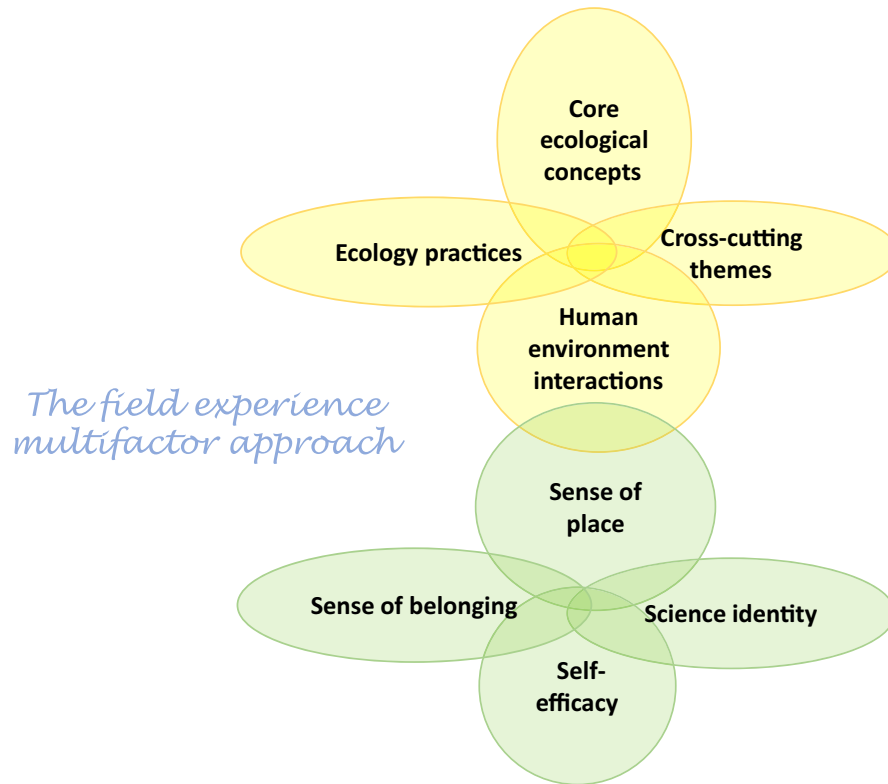 Core
ecological
concepts
Ecology practices
Cross-cutting
themes
Human
environment
interactions
The field experience
multifactor approach
Sense of
place
Sense of belonging
Science identity
Self-
efficacy